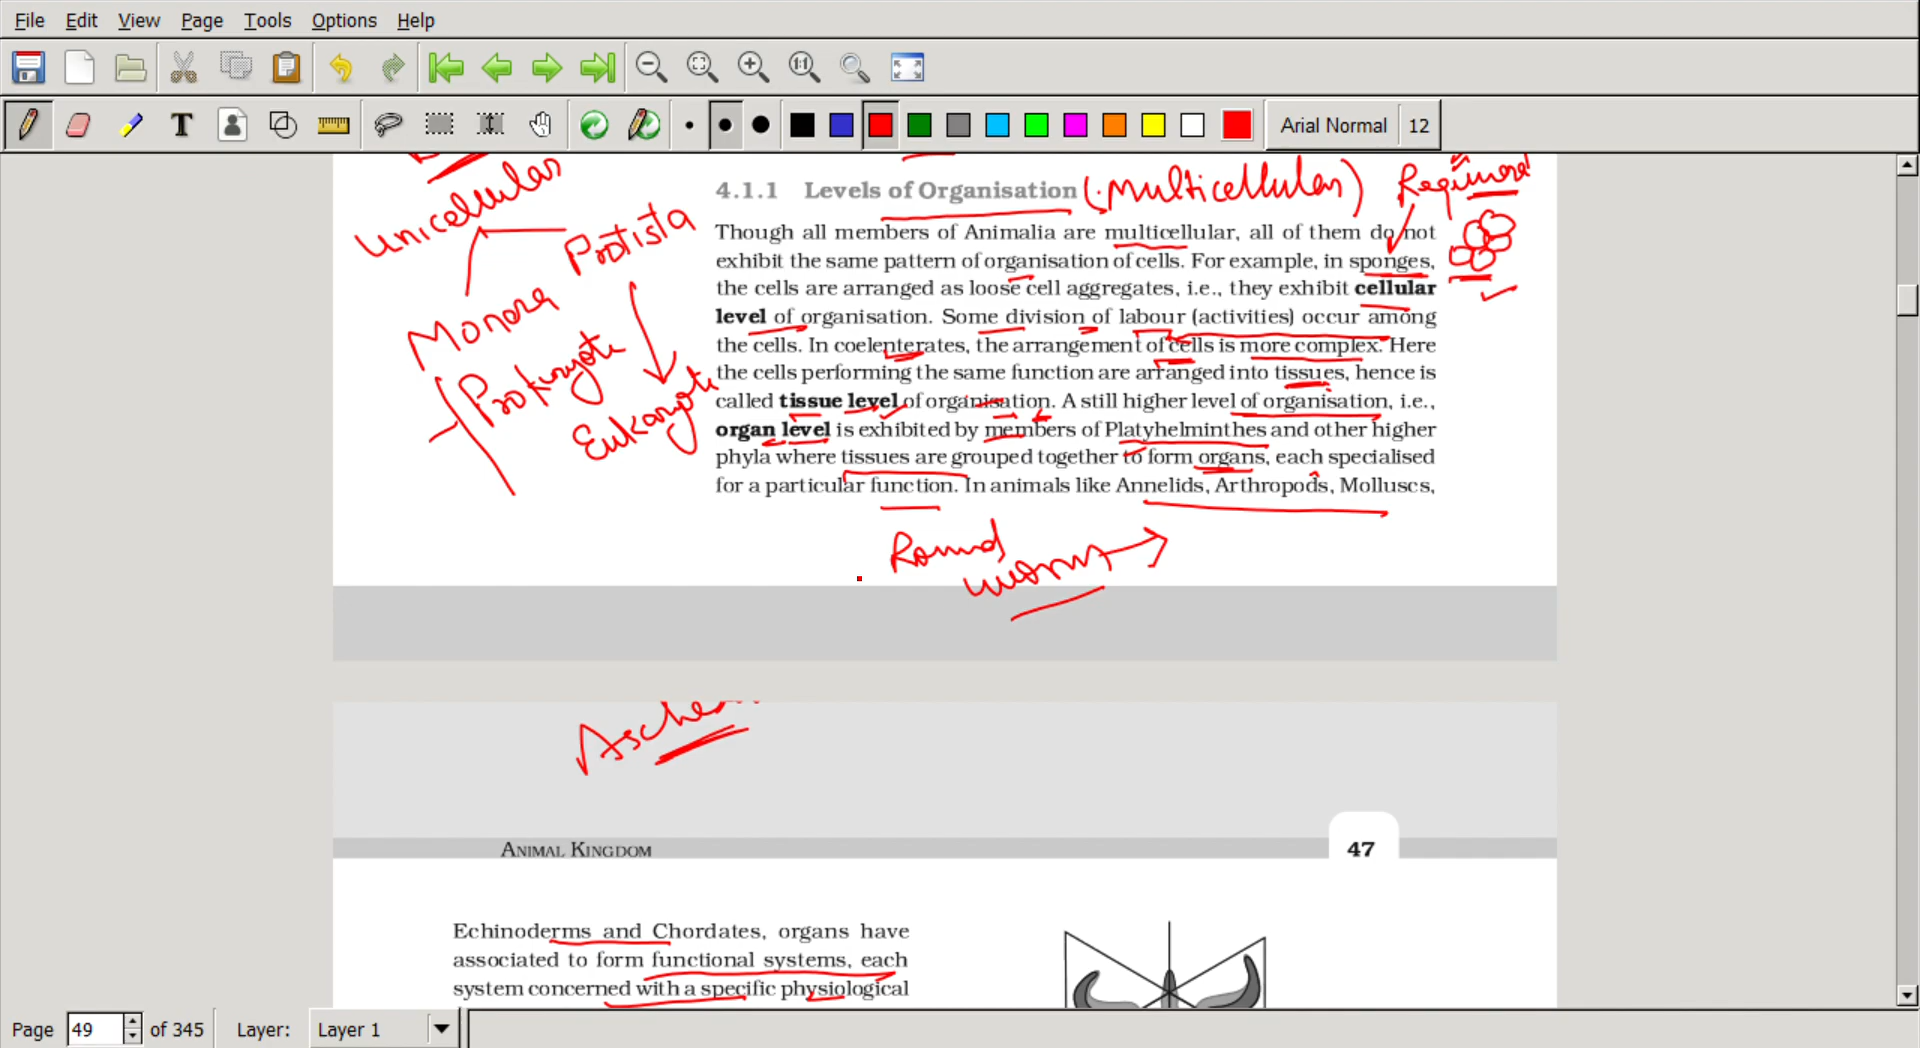 File Edit View Page Tools Options Help
Arial Normal 12
4.1.1 Levels of Organisation (Multicellular)
Unicellular
Protista
Monera
Prokaryote
Eukaryote
Though all members of Animalia are multicellular, all of them do not
exhibit the same pattern of organisation of cells. For example, in sponges,
the cells are arranged as loose cell aggregates, i.e., they exhibit cellular
level of organisation. Some division of labour (activities) occur among
the cells. In coelenterates, the arrangement of cells is more complex. Here
the cells performing the same function are arranged into tissues, hence is
called tissue level of organisation. A still higher level of organisation, i.e.,
organ level is exhibited by members of Platyhelminthes and other higher
phyla where tissues are grouped together to form organs, each specialised
for a particular function. In animals like Annelids, Arthropods, Molluscs,
Round
worms
ANIMAL KINGDOM 47
Echinoderms and Chordates, organs have
associated to form functional systems, each
system concerned with a specific physiological
Page 49 of 345 Layer: Layer 1